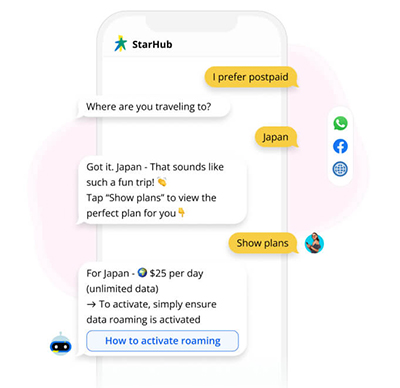 StarHub
I prefer postpaid
Where are you traveling to?
Japan
Got it. Japan - That sounds like
such a fun trip! 👏
Tap “Show plans” to view the
perfect plan for you👇
Show plans
For Japan - 🌍 $25 per day
(unlimited data)
→ To activate, simply ensure
data roaming is activated
How to activate roaming